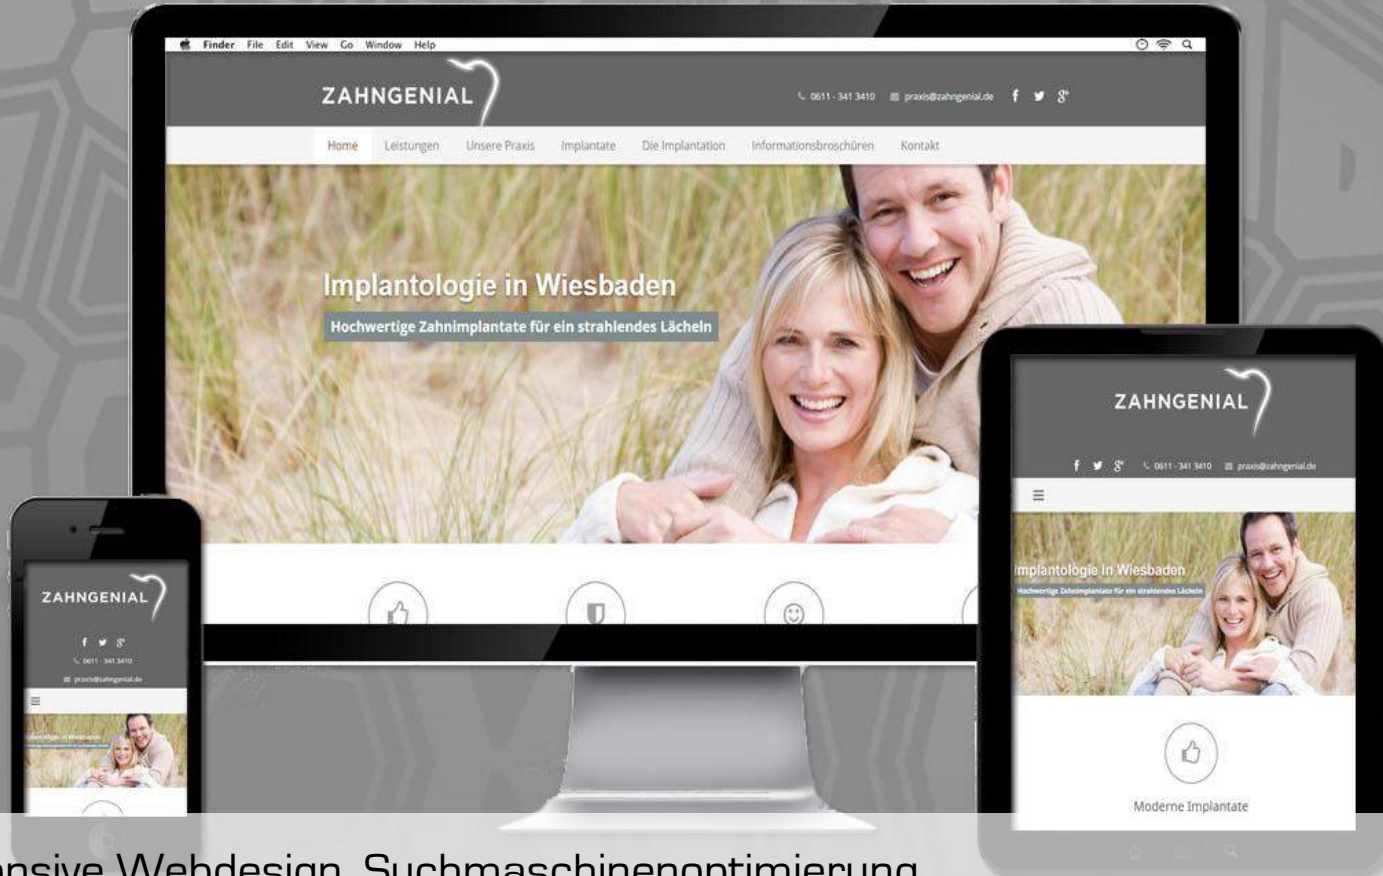 Finder File Edit View Go Window Help
ZAHNGENIAL
0611 - 341 3410 praxis@zahngenial.de
Home Leistungen Unsere Praxis Implantate Die Implantation Informationsbroschüren Kontakt
Implantologie in Wiesbaden
Hochwertige Zahnimplantate für ein strahlendes Lächeln
ZAHNGENIAL
0611 - 341 3410 praxis@zahngenial.de
Implantologie in Wiesbaden
Hochwertige Zahnimplantate für ein strahlendes Lächeln
Moderne Implantate
ZAHNGENIAL
0611 - 341 3410
praxis@zahngenial.de
in Wiesbaden
Webdesign, Suchmaschinenoptimierung